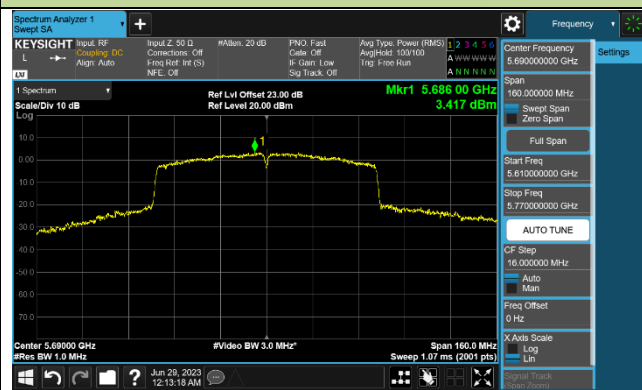 Spectrum Analyzer 1
Swept SA
+
Frequency
KEYSIGHT
L
LXI
Input: RF
Coupling: DC
Align: Auto
Input Z: 50 Ω
Corrections: Off
Freq Ref: Int (S)
NFE: Off
#Atten: 20 dB
PNO: Fast
Gate: Off
IF Gain: Low
Sig Track: Off
Avg Type: Power (RMS)
Avg|Hold: 100/100
Trig: Free Run
1 2 3 4 5 6
A W W W W W
A N N N N N
1 Spectrum
Scale/Div 10 dB
Log
Ref Lvl Offset 23.00 dB
Ref Level 20.00 dBm
Mkr1 5.686 00 GHz
3.417 dBm
1
10.0
0.00
-10.0
-20.0
-30.0
-40.0
-50.0
-60.0
-70.0
Center 5.69000 GHz
#Res BW 1.0 MHz
#Video BW 3.0 MHz*
Span 160.0 MHz
Sweep 1.07 ms (2001 pts)
Center Frequency
5.690000000 GHz
Settings
Span
160.000000 MHz
Swept Span
Zero Span
Full Span
Start Freq
5.610000000 GHz
Stop Freq
5.770000000 GHz
AUTO TUNE
CF Step
16.000000 MHz
Auto
Man
Freq Offset
0 Hz
X Axis Scale
Log
Lin
Signal Track
(Span Zoom)
?
Jun 29, 2023
12:13:18 AM